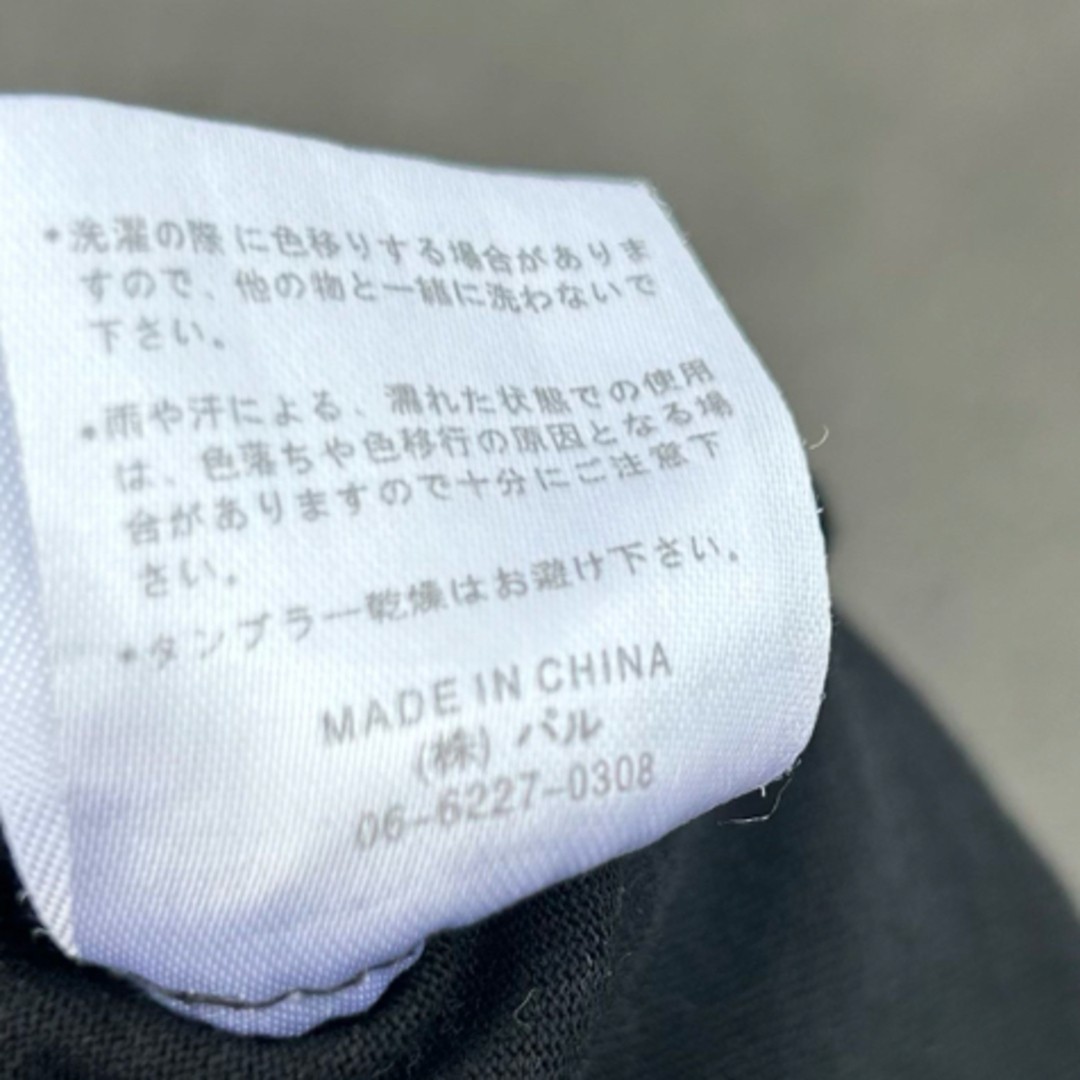 *洗濯の際に色移りする場合がありま
すので、他の物と一緒に洗わないで
下さい。
*雨や汗による、濡れた状態での使用
は、色落ちや色移行の原因となる場
合がありますので十分にご注意下
さい。
*タンブラー乾燥はお避け下さい。
MADE IN CHINA
(株) パル
06-6227-0308